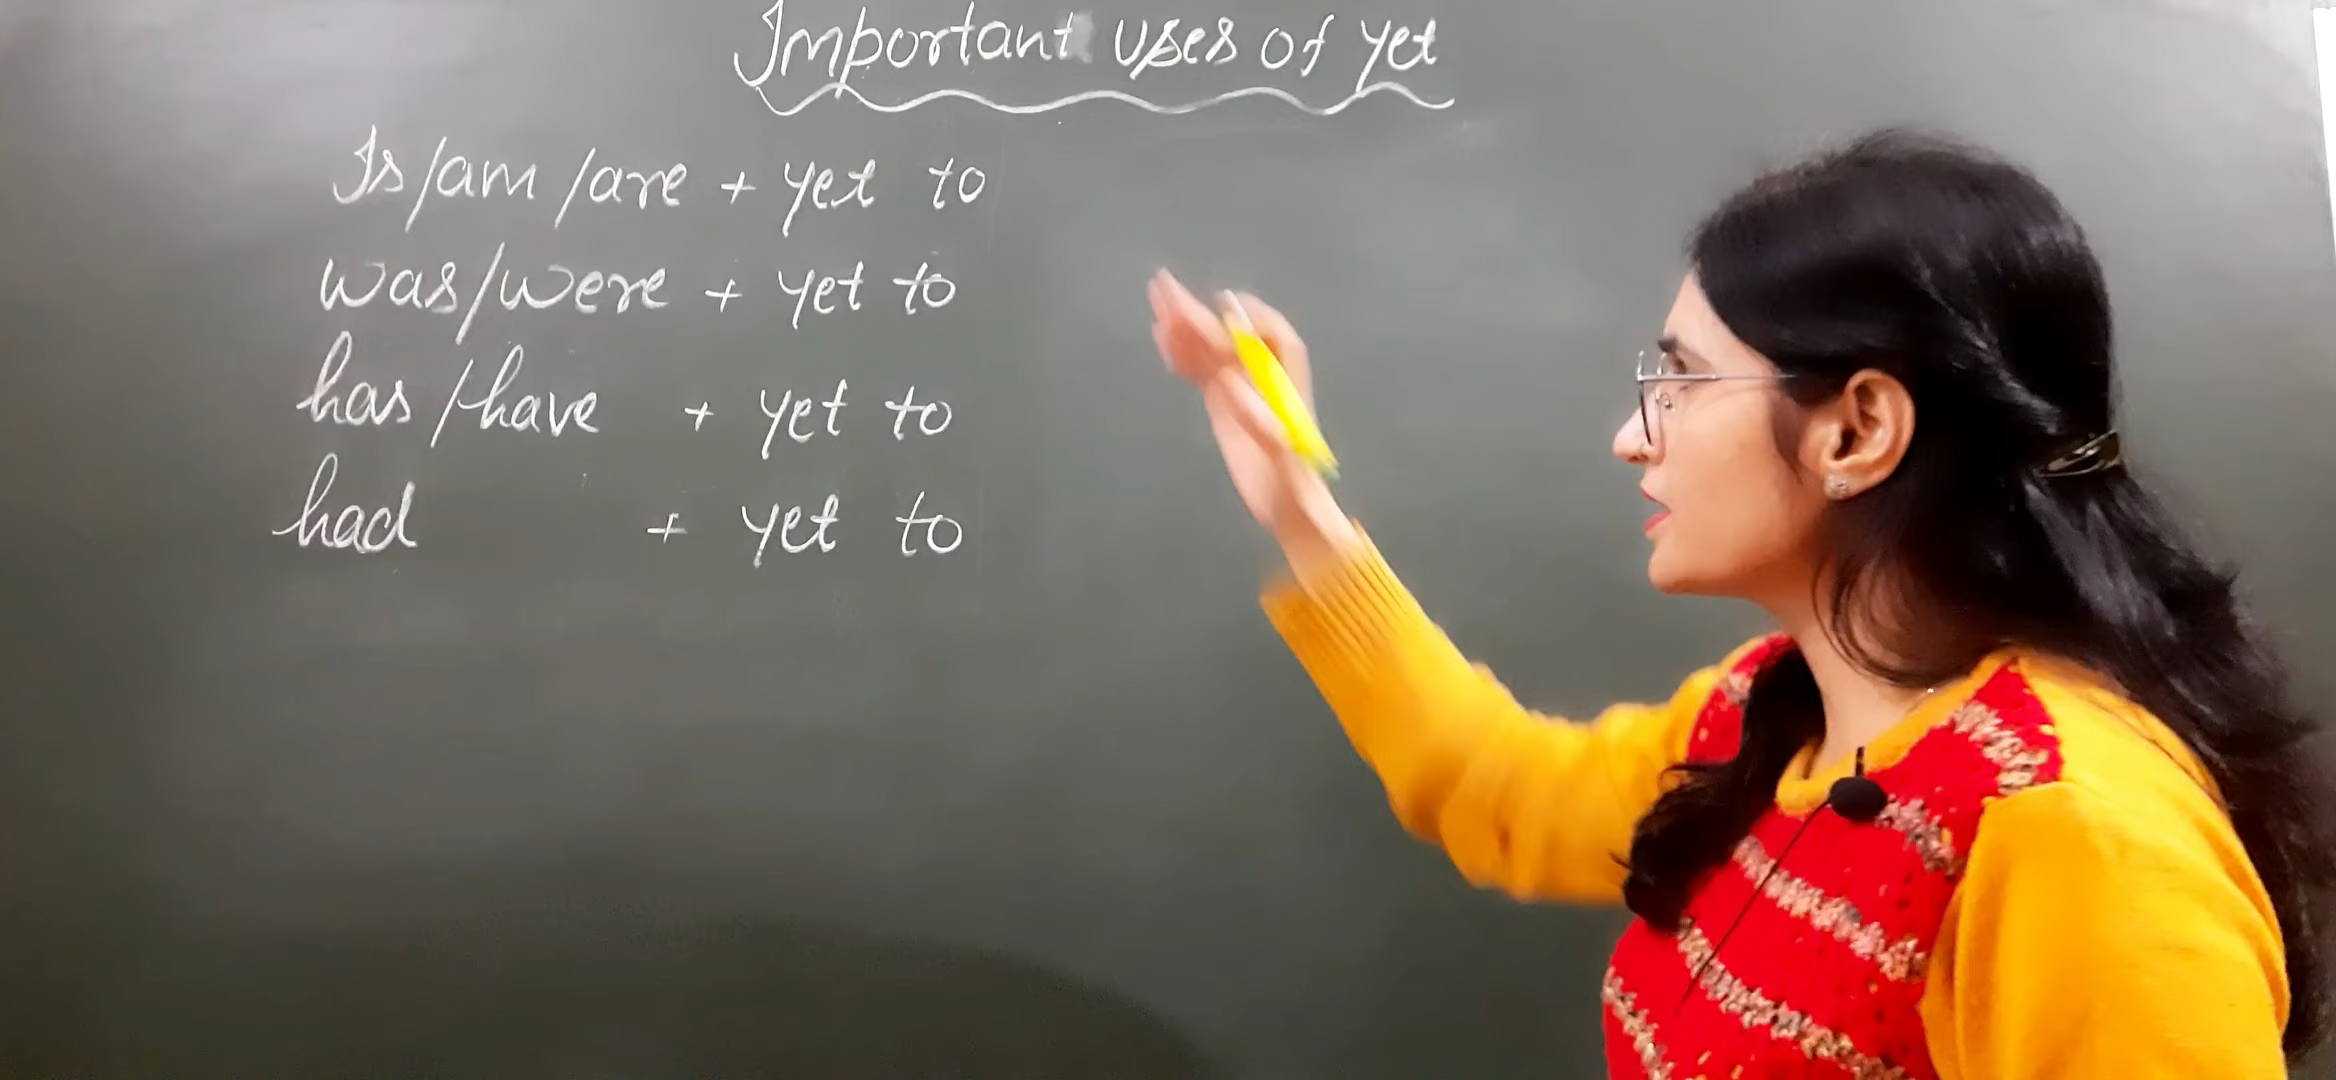 Important uses of yet
Is/am/are + yet to
was/were + yet to
has/have + yet to
had + yet to